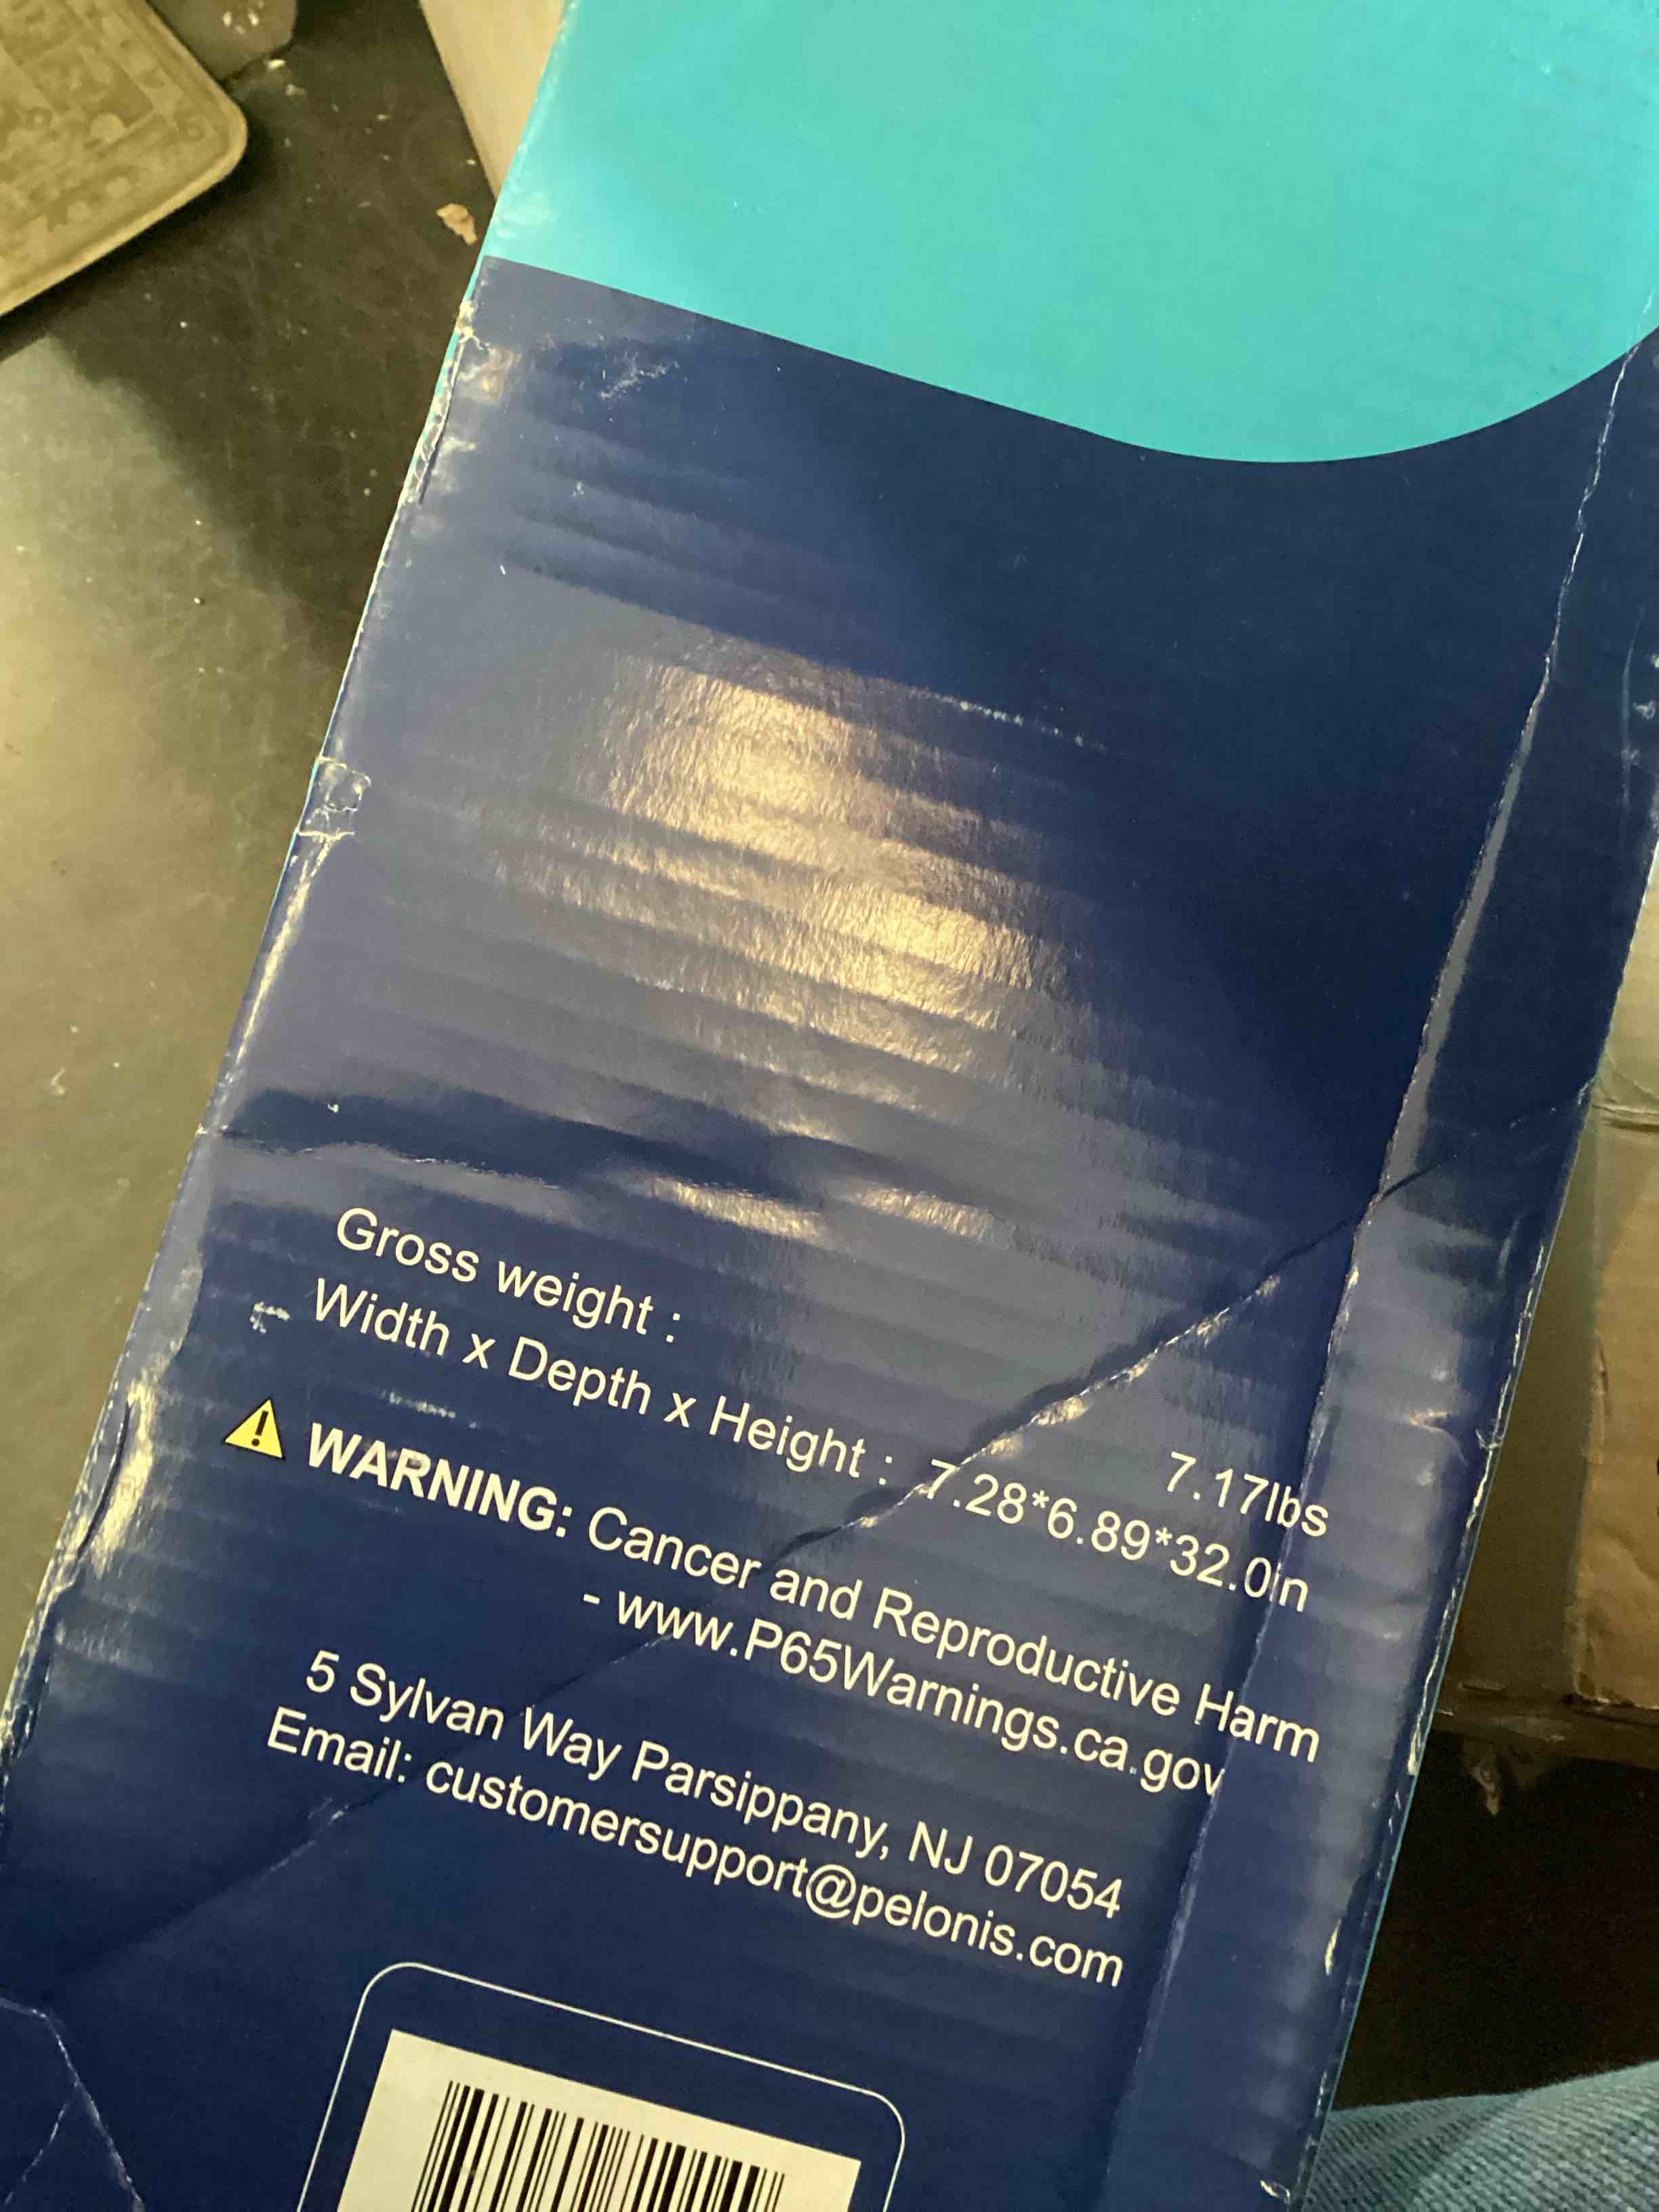 Gross weight : 7.17lbs
Width x Depth x Height : 7.28*6.89*32.0in
WARNING: Cancer and Reproductive Harm
- www.P65Warnings.ca.gov
5 Sylvan Way Parsippany, NJ 07054
Email: customersupport@pelonis.com